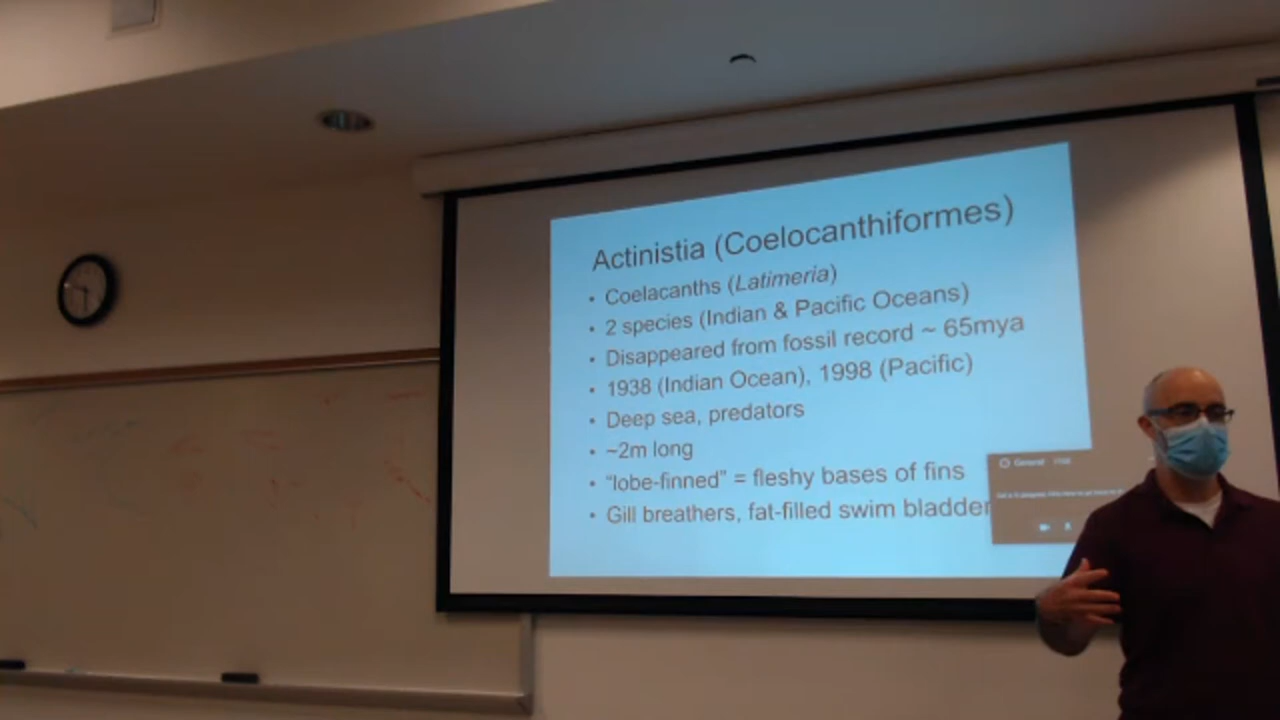 Actinistia (Coelocanthiformes)
• Coelacanths (Latimeria)
• 2 species (Indian & Pacific Oceans)
• Disappeared from fossil record ~ 65mya
• 1938 (Indian Ocean), 1998 (Pacific)
• Deep sea, predators
• ~2m long
• "lobe-finned" = fleshy bases of fins
• Gill breathers, fat-filled swim bladder
General